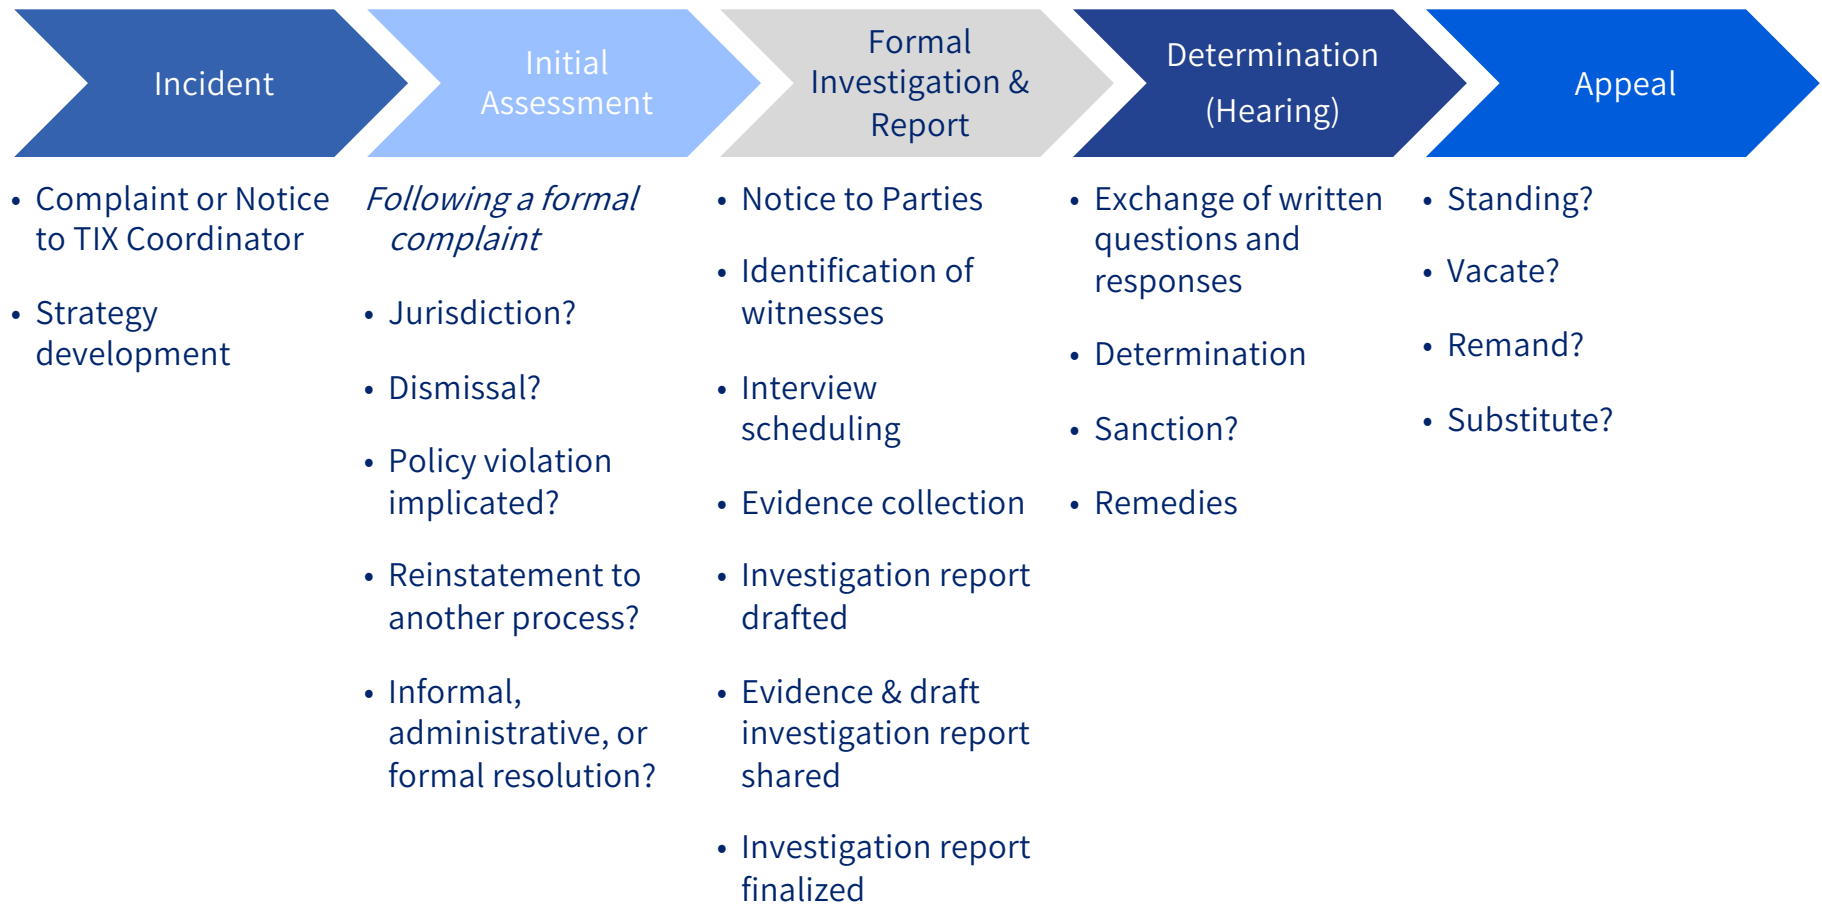 Incident
Initial
Assessment
Formal
Investigation &
Report
Determination
(Hearing)
Appeal
• Complaint or Notice
to TIX Coordinator
• Strategy
development
Following a formal
complaint
• Jurisdiction?
• Dismissal?
• Policy violation
implicated?
• Reinstatement to
another process?
• Informal,
administrative, or
formal resolution?
• Notice to Parties
• Identification of
witnesses
• Interview
scheduling
• Evidence collection
• Investigation report
drafted
• Evidence & draft
investigation report
shared
• Investigation report
finalized
• Exchange of written
questions and
responses
• Determination
• Sanction?
• Remedies
• Standing?
• Vacate?
• Remand?
• Substitute?